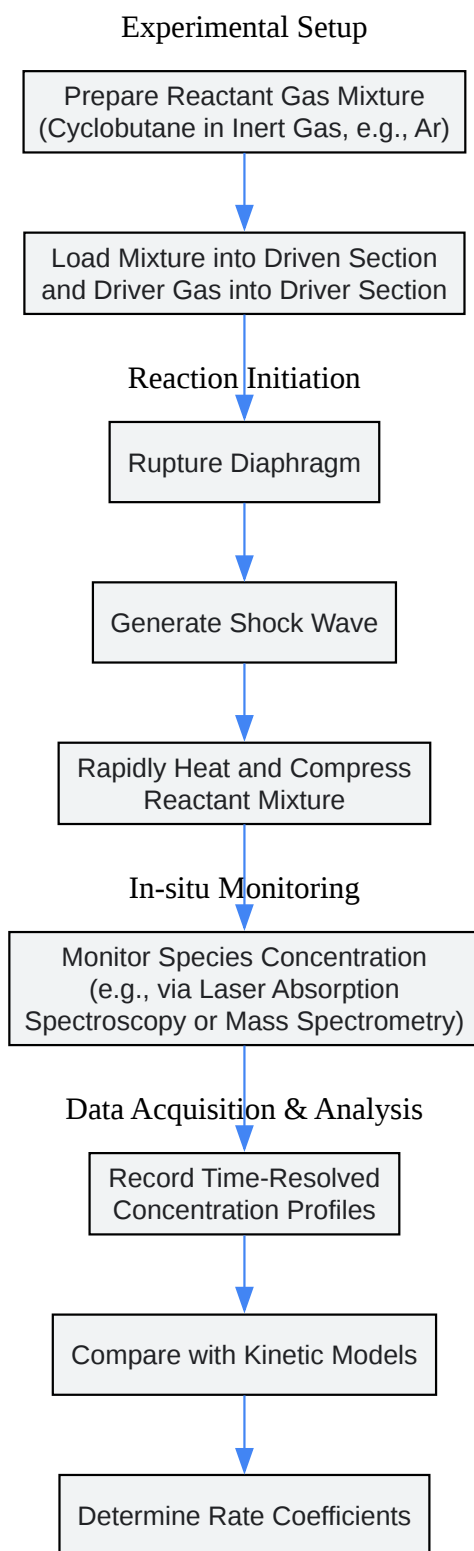 Experimental Setup
Prepare Reactant Gas Mixture
(Cyclobutane in Inert Gas, e.g., Ar)
Load Mixture into Driven Section
and Driver Gas into Driver Section
Reaction Initiation
Rupture Diaphragm
Generate Shock Wave
Rapidly Heat and Compress
Reactant Mixture
In-situ Monitoring
Monitor Species Concentration
(e.g., via Laser Absorption
Spectroscopy or Mass Spectrometry)
Data Acquisition & Analysis
Record Time-Resolved
Concentration Profiles
Compare with Kinetic Models
Determine Rate Coefficients